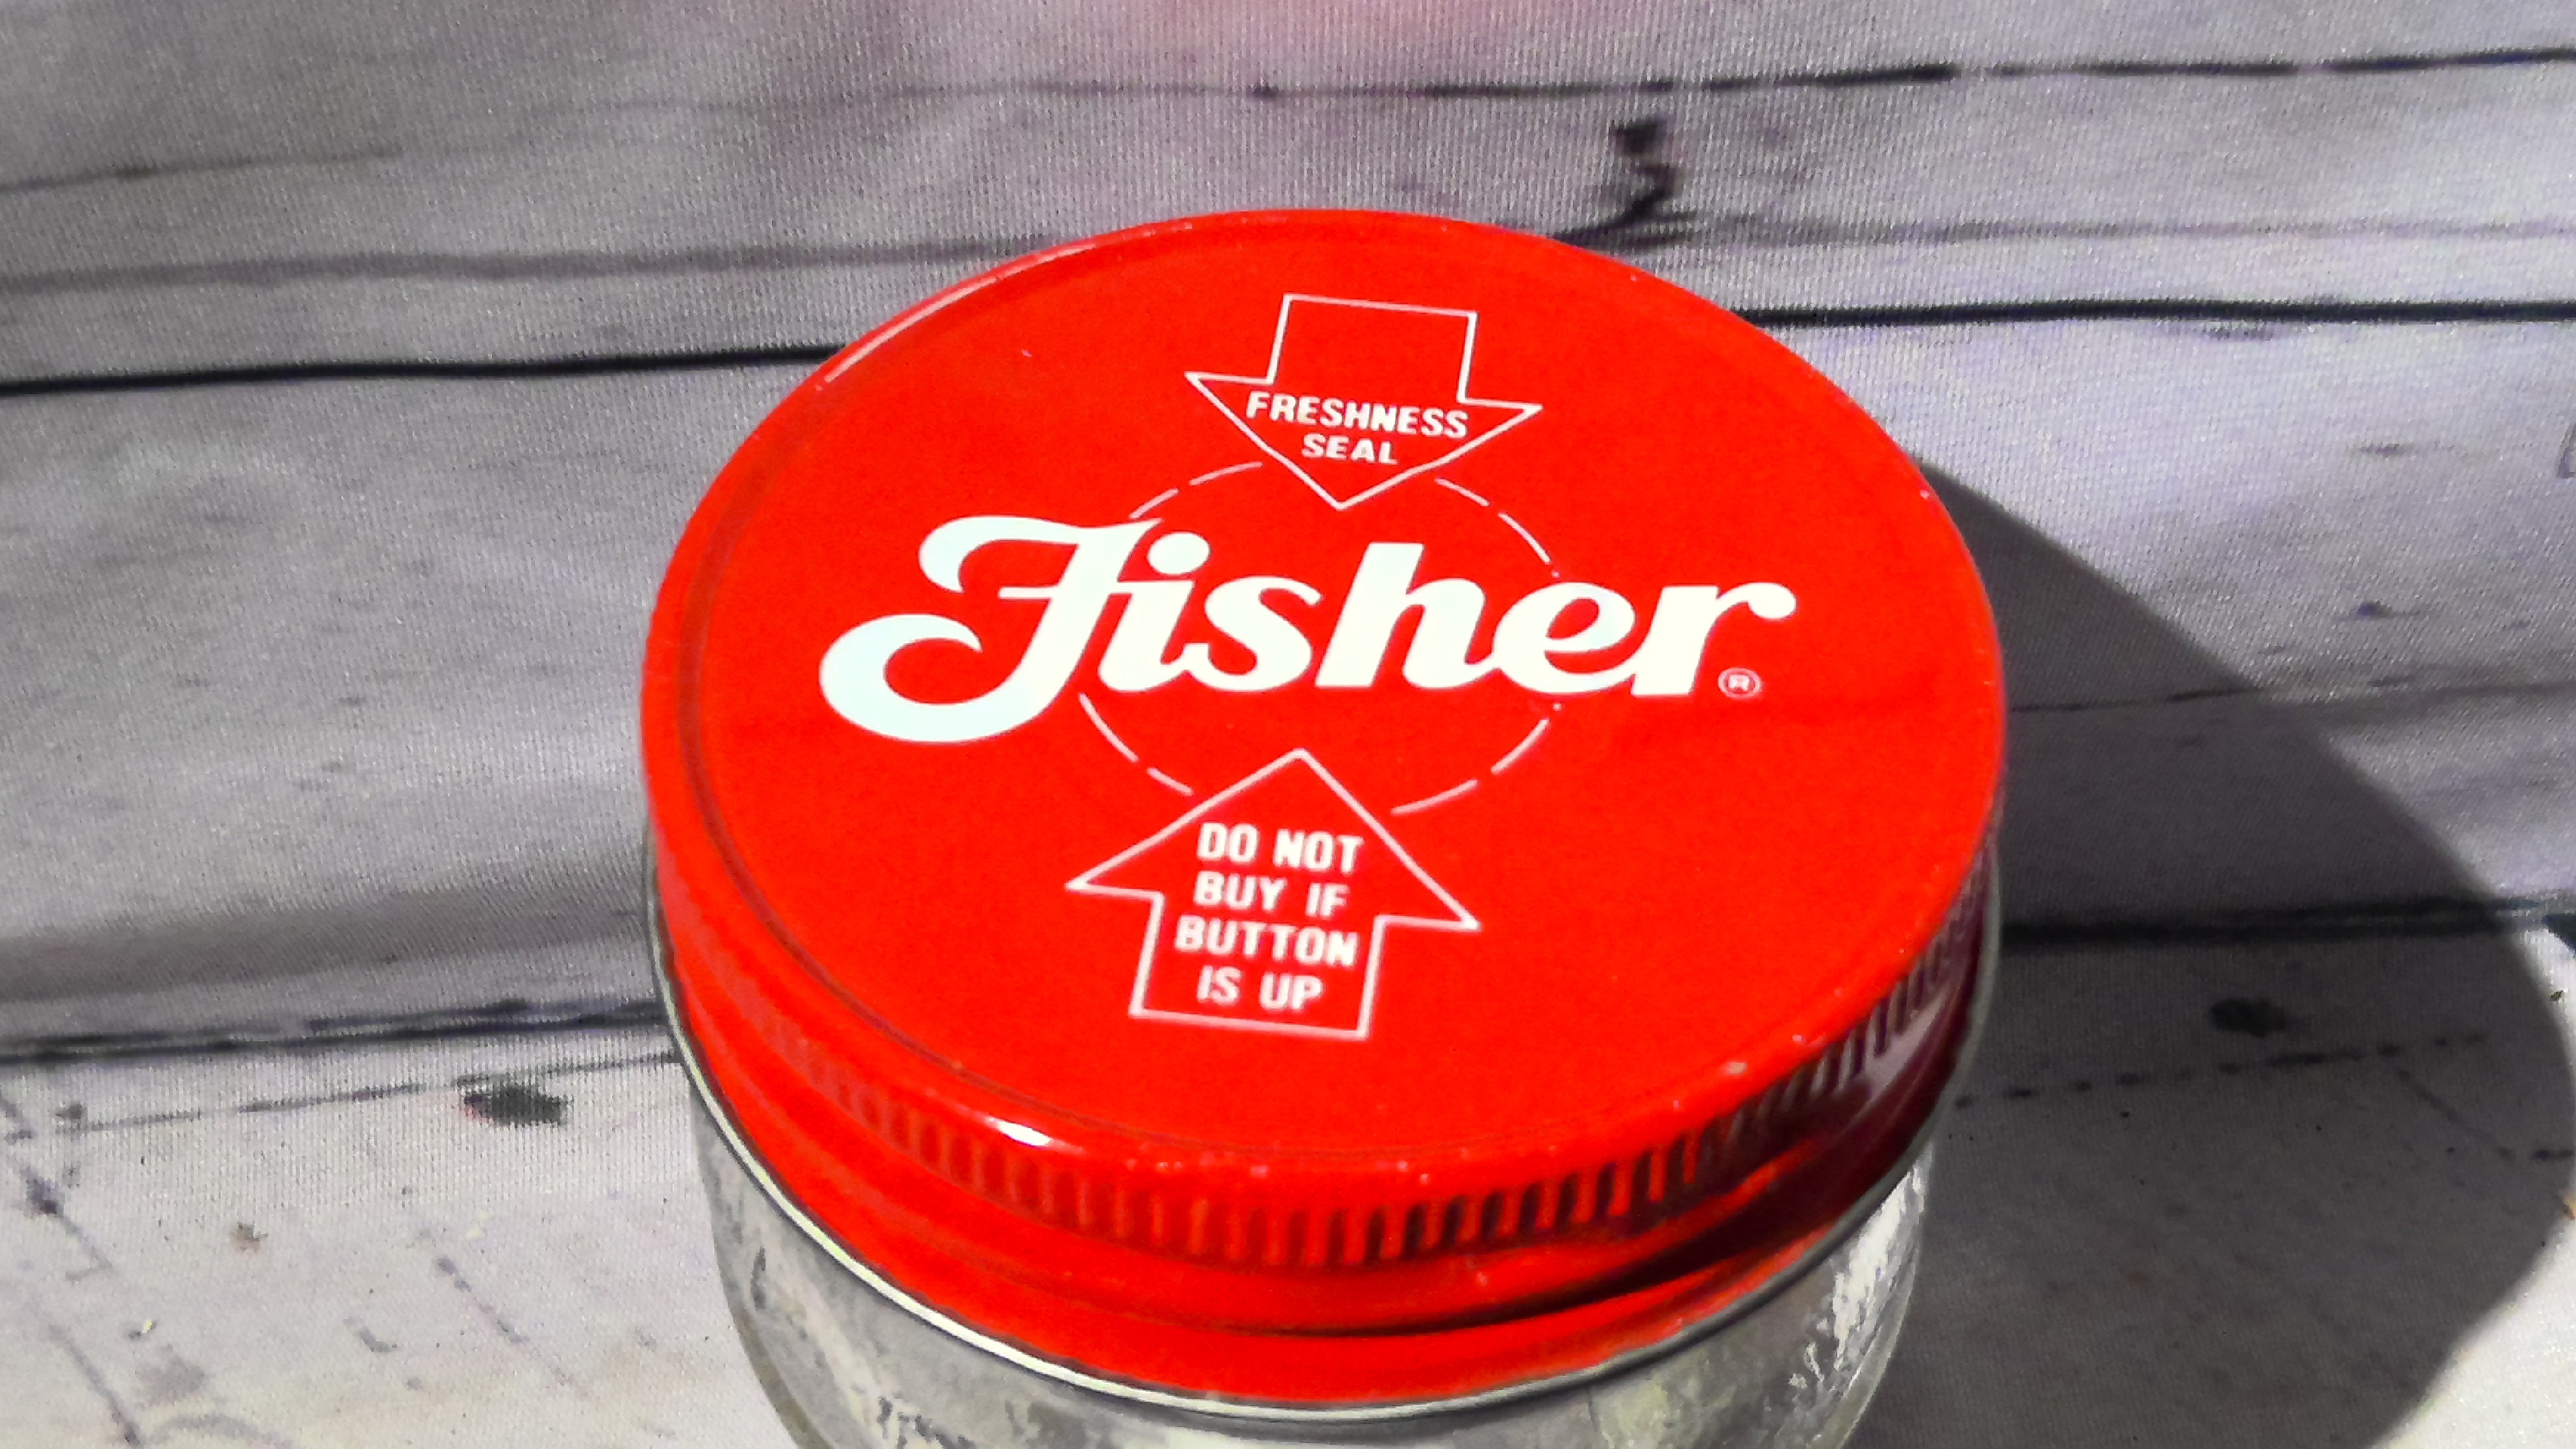 FRESHNESS
SEAL
Fisher®
DO NOT
BUY IF
BUTTON
IS UP